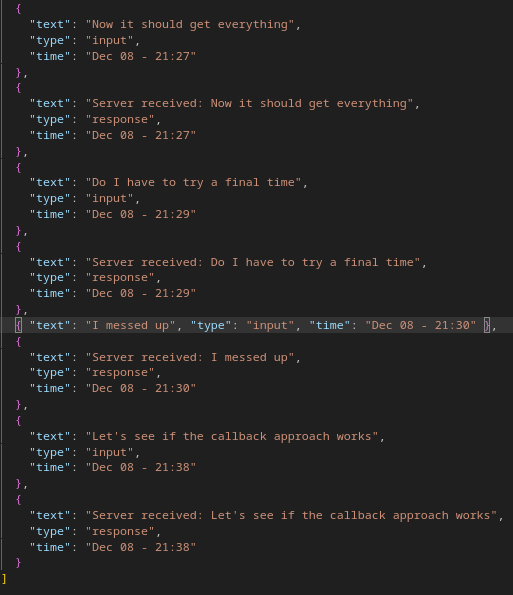 {
"text": "Now it should get everything",
"type": "input",
"time": "Dec 08 - 21:27"
},
{
"text": "Server received: Now it should get everything",
"type": "response",
"time": "Dec 08 - 21:27"
},
{
"text": "Do I have to try a final time",
"type": "input",
"time": "Dec 08 - 21:29"
},
{
"text": "Server received: Do I have to try a final time",
"type": "response",
"time": "Dec 08 - 21:29"
},
{ "text": "I messed up", "type": "input", "time": "Dec 08 - 21:30" },
{
"text": "Server received: I messed up",
"type": "response",
"time": "Dec 08 - 21:30"
},
{
"text": "Let's see if the callback approach works",
"type": "input",
"time": "Dec 08 - 21:38"
},
{
"text": "Server received: Let's see if the callback approach works",
"type": "response",
"time": "Dec 08 - 21:38"
}
]